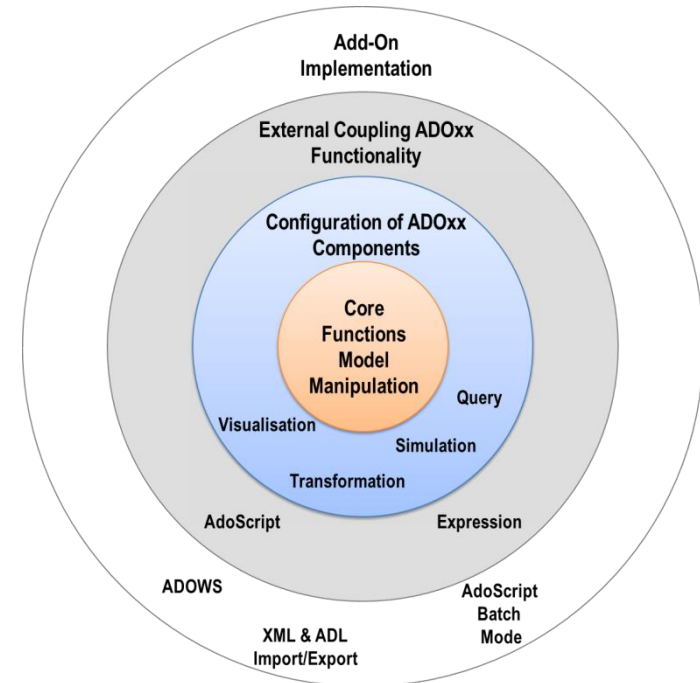 Add-On
Implementation
External Coupling ADOxx
Functionality
Configuration of ADOxx
Components
Core
Functions
Model
Manipulation
Query
Visualisation
Simulation
Transformation
AdoScript
Expression
ADOWS
AdoScript
Batch
Mode
XML & ADL
Import/Export